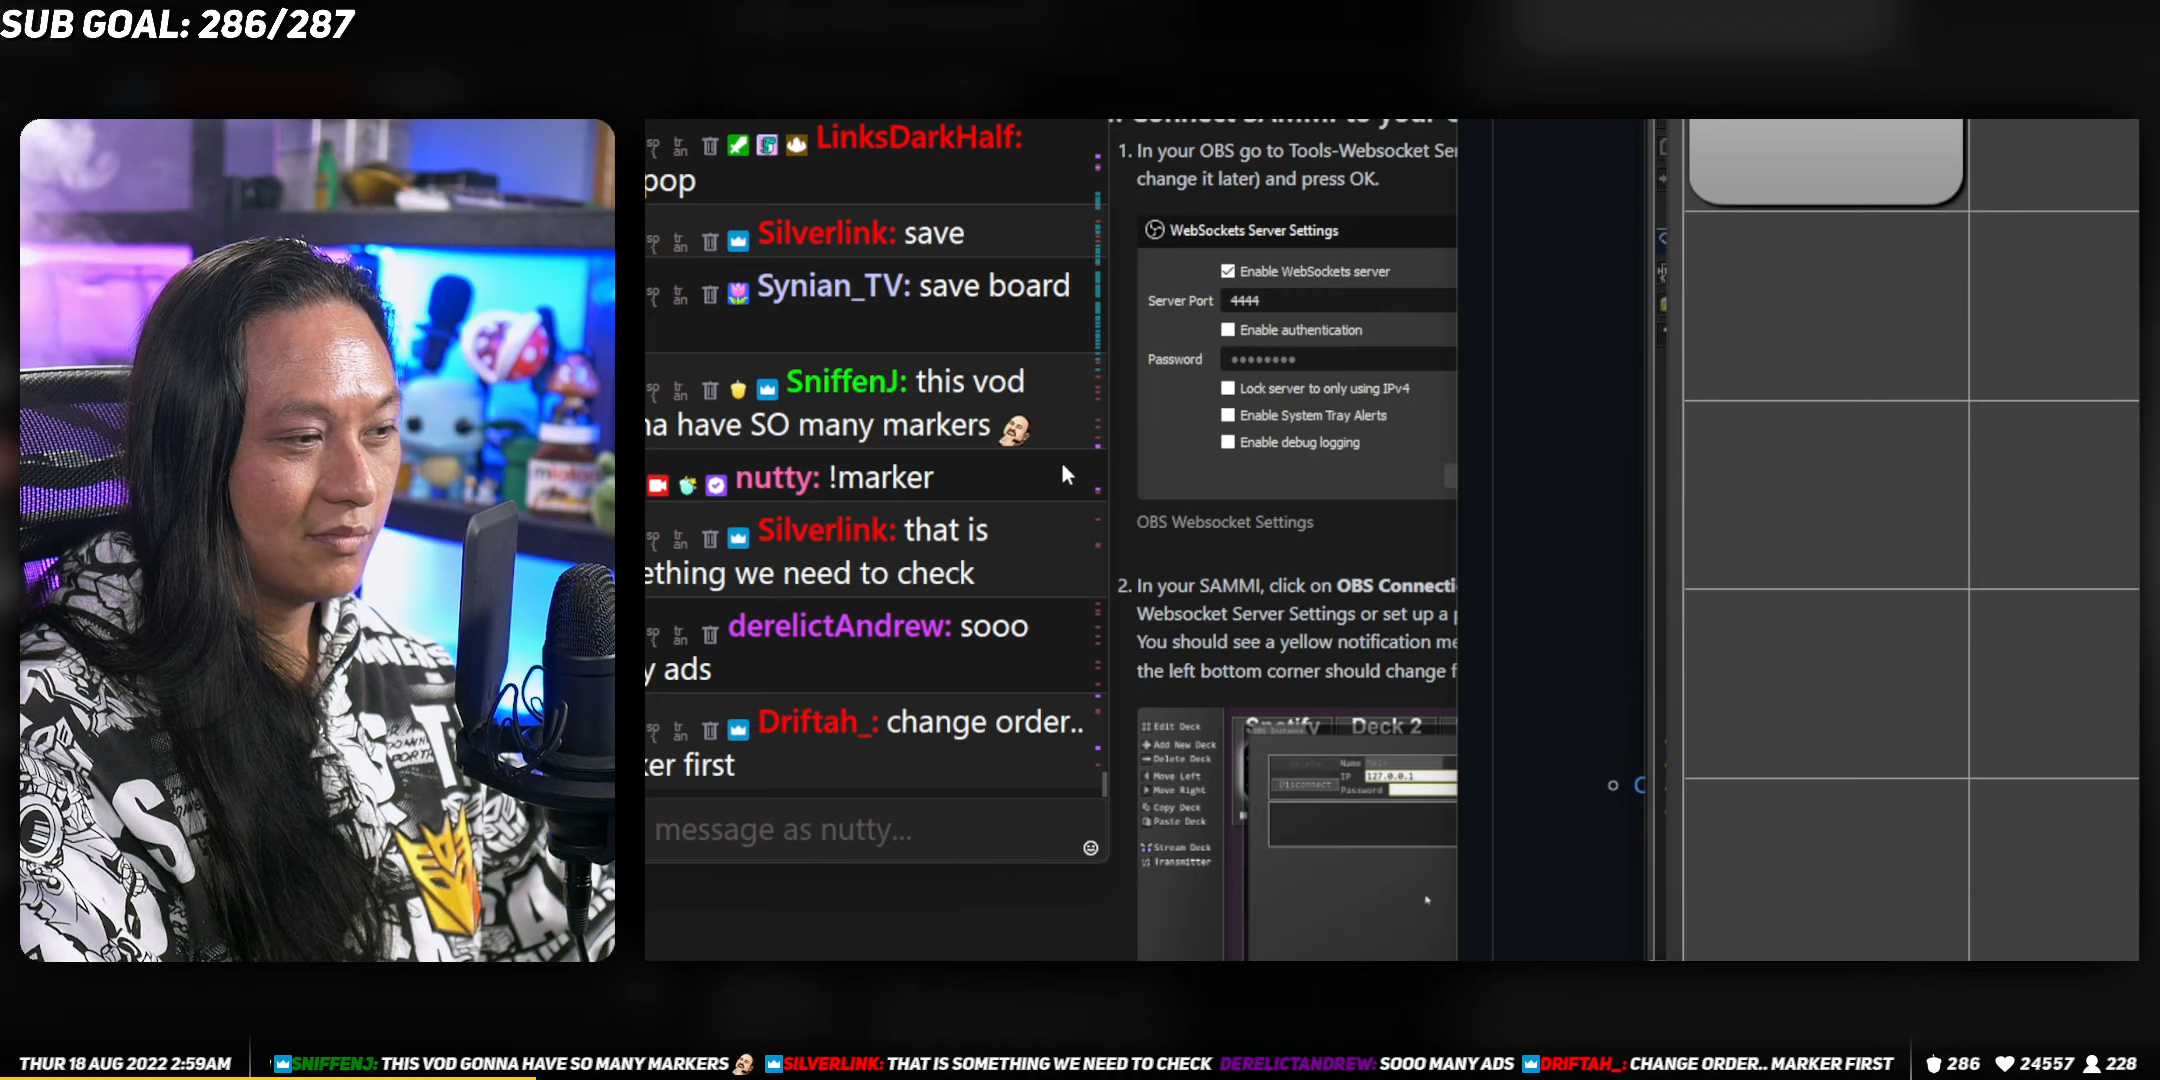 SUB GOAL: 286/287
LinksDarkHalf:
pop
Silverlink: save
Synian_TV: save board
SniffenJ: this vod
na have SO many markers
nutty: !marker
Silverlink: that is
ething we need to check
derelictAndrew: sooo
y ads
Driftah_: change order..
ker first
message as nutty...
1. In your OBS go to Tools-Websocket Se
change it later) and press OK.
WebSockets Server Settings
Enable WebSockets server
Server Port 4444
Enable authentication
Password
Lock server to only using IPv4
Enable System Tray Alerts
Enable debug logging
OBS Websocket Settings
2. In your SAMMI, click on OBS Connecti
Websocket Server Settings or set up a p
You should see a yellow notification me
the left bottom corner should change f
Edit Deck
Add New Deck
Delete Deck
Move Left
Move Right
Copy Deck
Paste Deck
Stream Deck
Transmitter
Spotify Deck 2
Name
IP 127.0.0.1
Disconnect Password
THUR 18 AUG 2022 2:59AM
SNIFFENJ: THIS VOD GONNA HAVE SO MANY MARKERS SILVERLINK: THAT IS SOMETHING WE NEED TO CHECK DERELICTANDREW: SOOO MANY ADS DRIFTAH_: CHANGE ORDER.. MARKER FIRST
286 24557 228